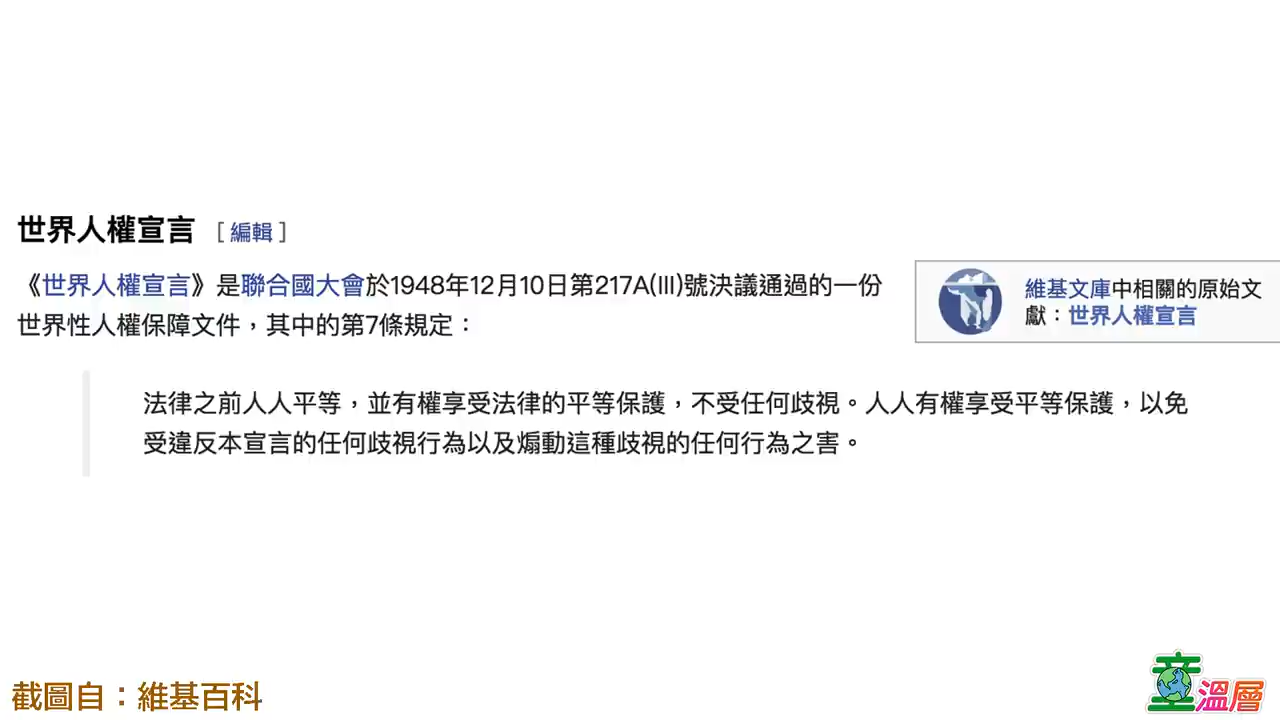 世界人權宣言 [編輯]
《世界人權宣言》是聯合國大會於1948年12月10日第217A(III)號決議通過的一份
世界性人權保障文件，其中的第7條規定：
維基文庫中相關的原始文
獻：世界人權宣言
法律之前人人平等，並有權享受法律的平等保護，不受任何歧視。人人有權享受平等保護，以免
受違反本宣言的任何歧視行為以及煽動這種歧視的任何行為之害。
截圖自：維基百科
童溫層